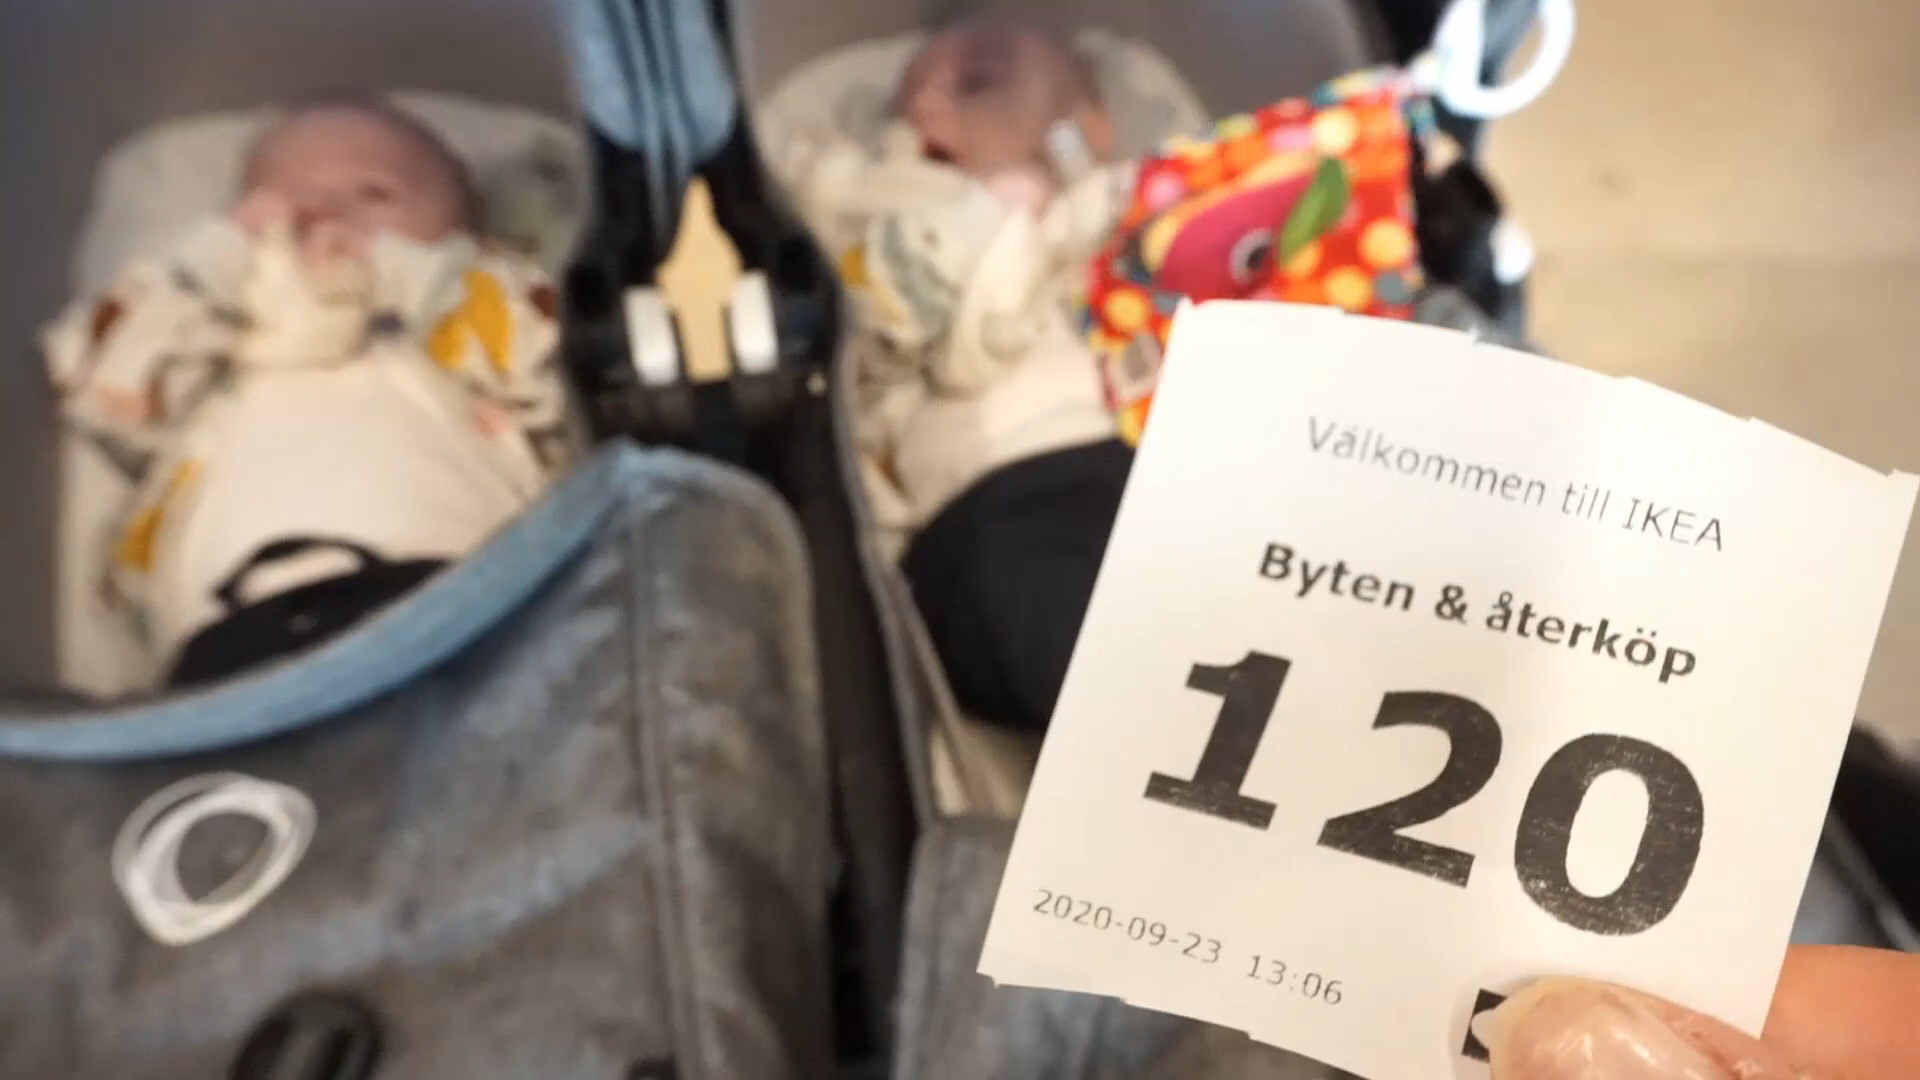 Välkommen till IKEA
Byten & återköp
120
2020-09-23 13:06